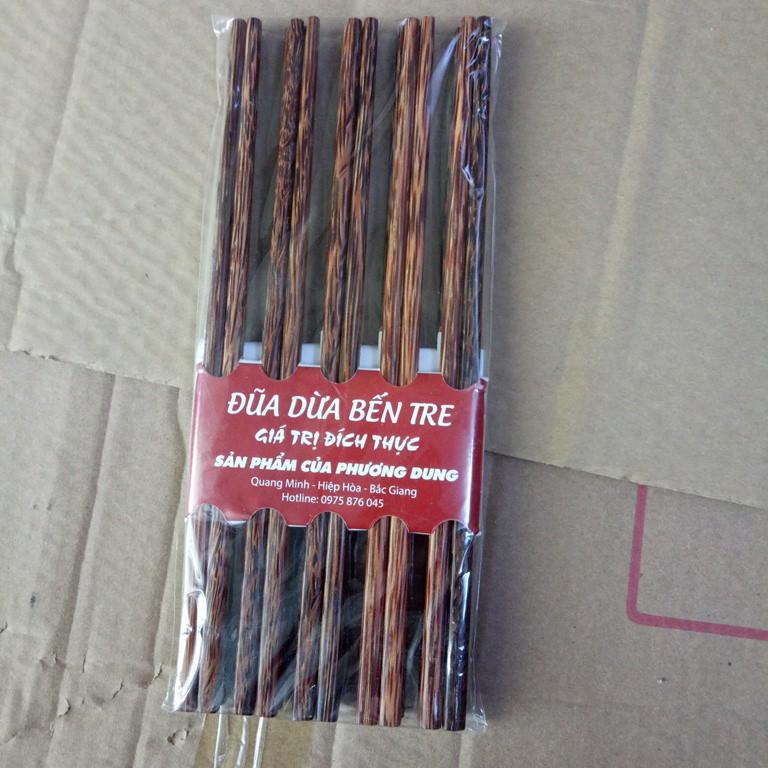 ĐŨA DỪA BẾN TRE
GIÁ TRỊ ĐÍCH THỰC
SẢN PHẨM CỦA PHƯƠNG DUNG
Quang Minh - Hiệp Hòa - Bắc Giang
Hotline: 0975 876 045